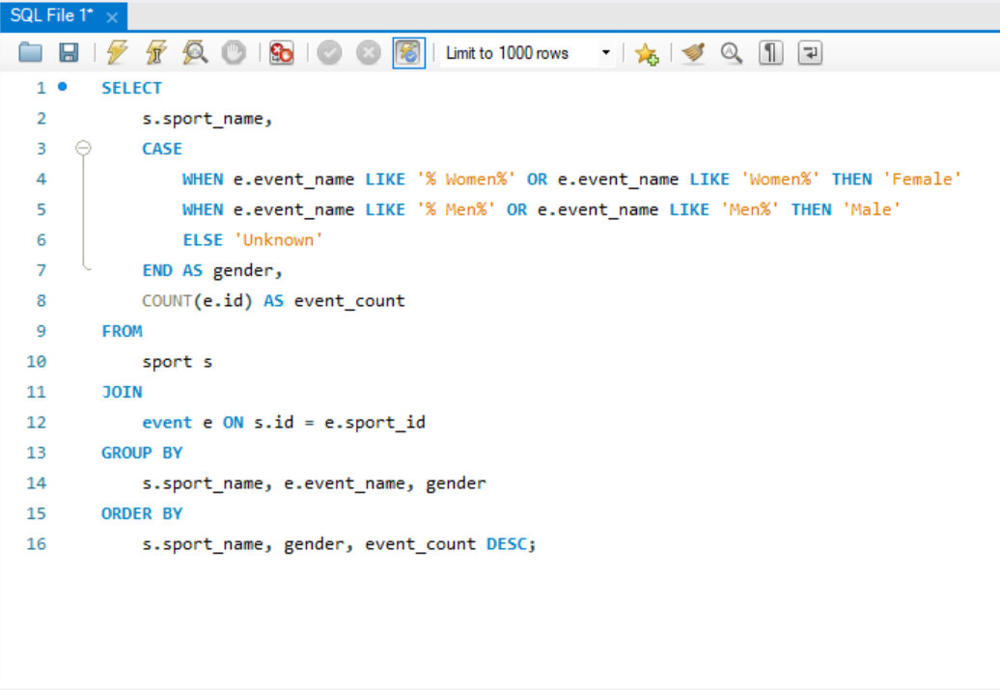 SQL File 1*
Limit to 1000 rows
1 SELECT
2 s.sport_name,
3 CASE
4 WHEN e.event_name LIKE '% Women%' OR e.event_name LIKE 'Women%' THEN 'Female'
5 WHEN e.event_name LIKE '% Men%' OR e.event_name LIKE 'Men%' THEN 'Male'
6 ELSE 'Unknown'
7 END AS gender,
8 COUNT(e.id) AS event_count
9 FROM
10 sport s
11 JOIN
12 event e ON s.id = e.sport_id
13 GROUP BY
14 s.sport_name, e.event_name, gender
15 ORDER BY
16 s.sport_name, gender, event_count DESC;